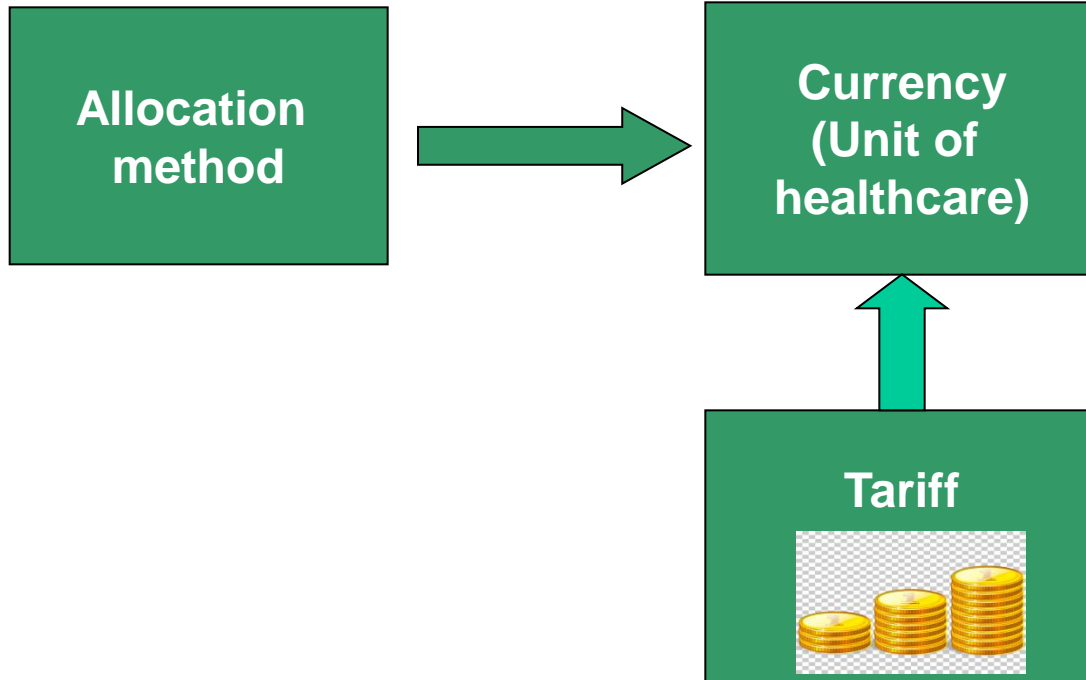 Allocation
method
Currency
(Unit of
healthcare)
Tariff